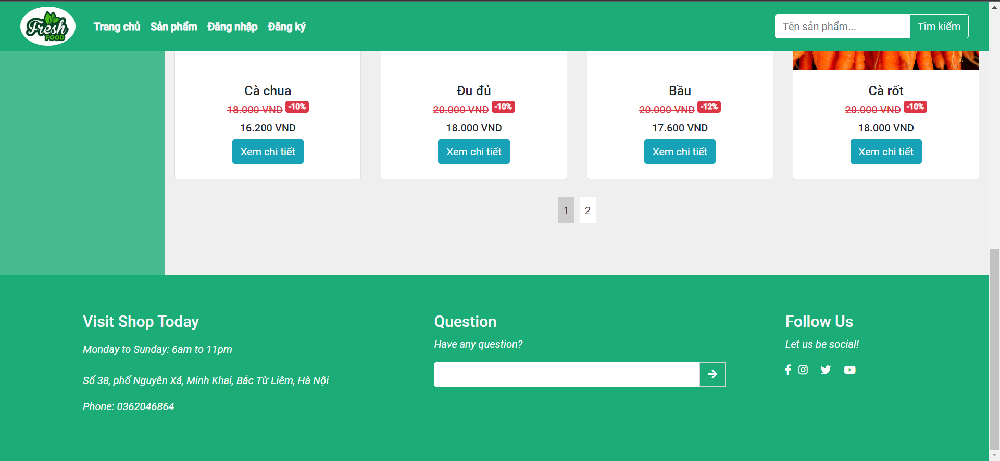 Fresh
FOOD
Trang chủ Sản phẩm Đăng nhập Đăng ký
Tên sản phẩm... Tìm kiếm
Cà chua
18.000 VND -10%
16.200 VND
Xem chi tiết
Đu đủ
20.000 VND -10%
18.000 VND
Xem chi tiết
Bầu
20.000 VND -12%
17.600 VND
Xem chi tiết
Cà rốt
20.000 VND -10%
18.000 VND
Xem chi tiết
1 2
Visit Shop Today
Monday to Sunday: 6am to 11pm
Số 38, phố Nguyên Xá, Minh Khai, Bắc Từ Liêm, Hà Nội
Phone: 0362046864
Question
Have any question?
Follow Us
Let us be social!